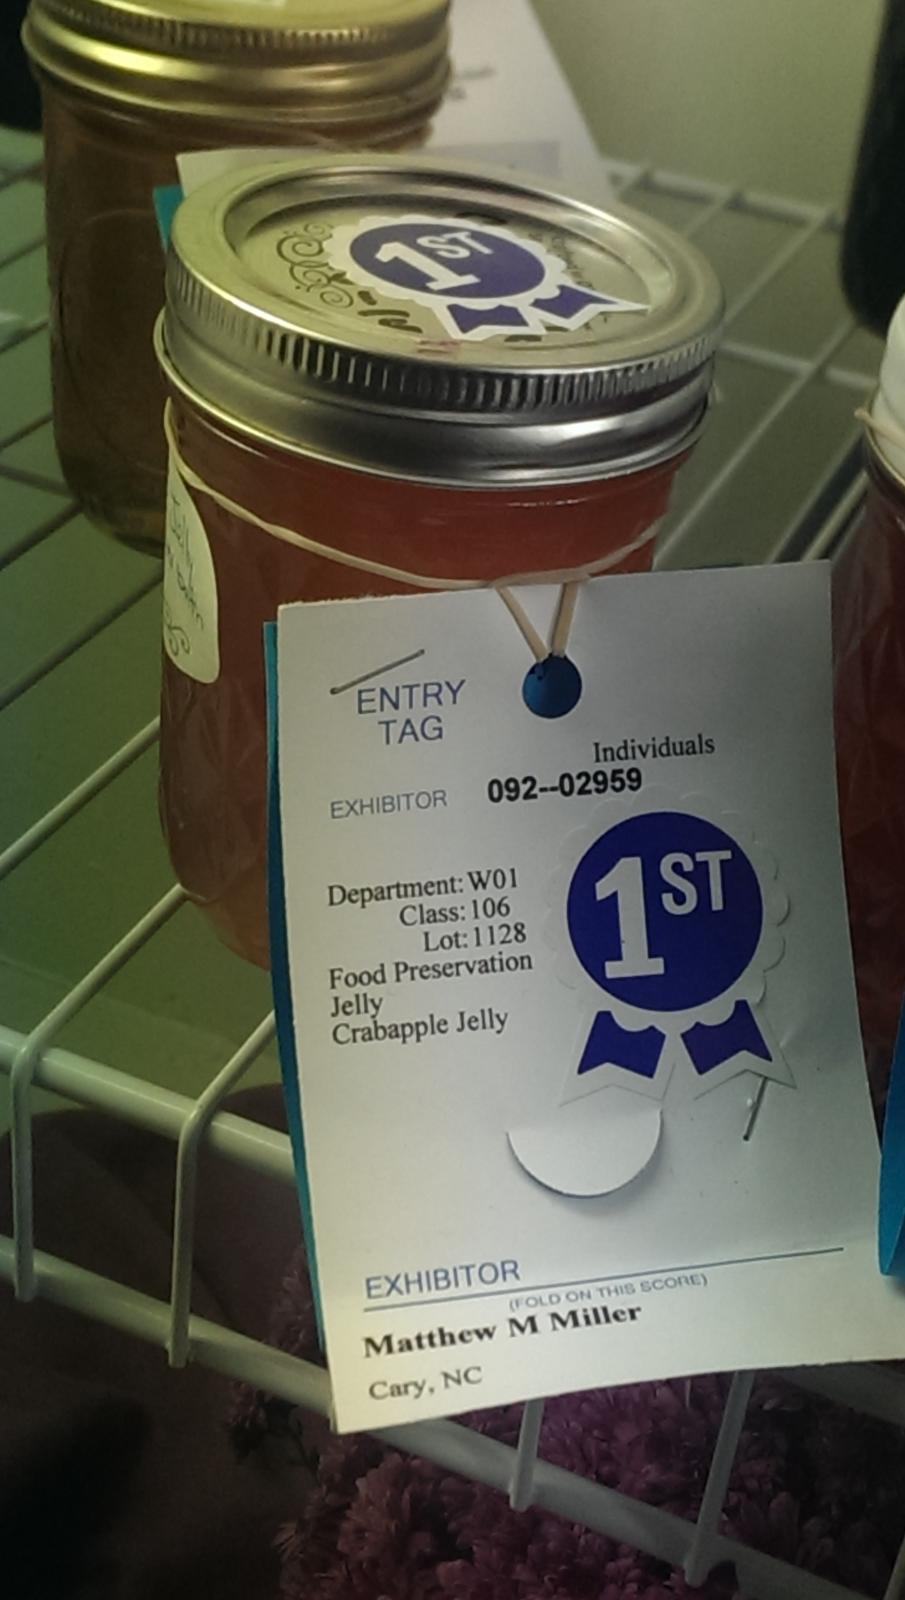 1ST
Jelly
ENTRY
TAG
Individuals
EXHIBITOR 092--02959
1ST
Department: W01
Class: 106
Lot: 1128
Food Preservation
Jelly
Crabapple Jelly
EXHIBITOR
(FOLD ON THIS SCORE)
Matthew M Miller
Cary, NC